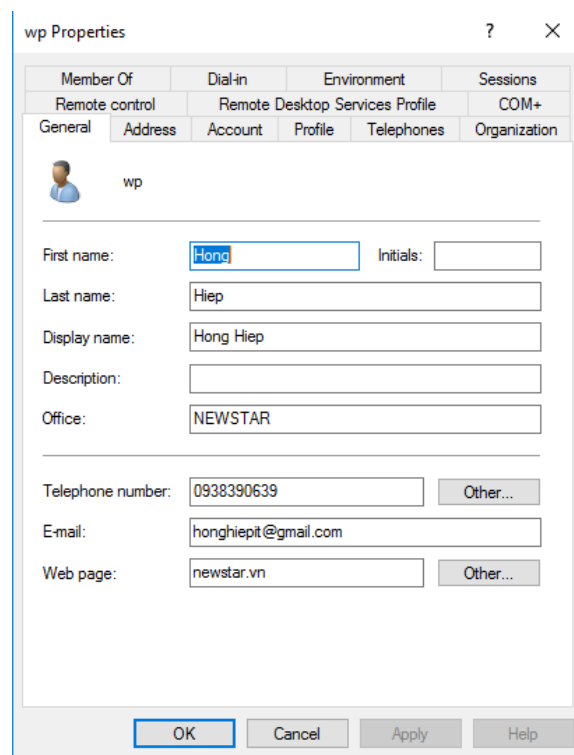 wp Properties
Member Of Dial-in Environment Sessions
Remote control Remote Desktop Services Profile COM+
General Address Account Profile Telephones Organization
wp
First name: Hong Initials:
Last name: Hiep
Display name: Hong Hiep
Description:
Office: NEWSTAR
Telephone number: 0938390639 Other...
E-mail: honghiepit@gmail.com
Web page: newstar.vn Other...
OK Cancel Apply Help